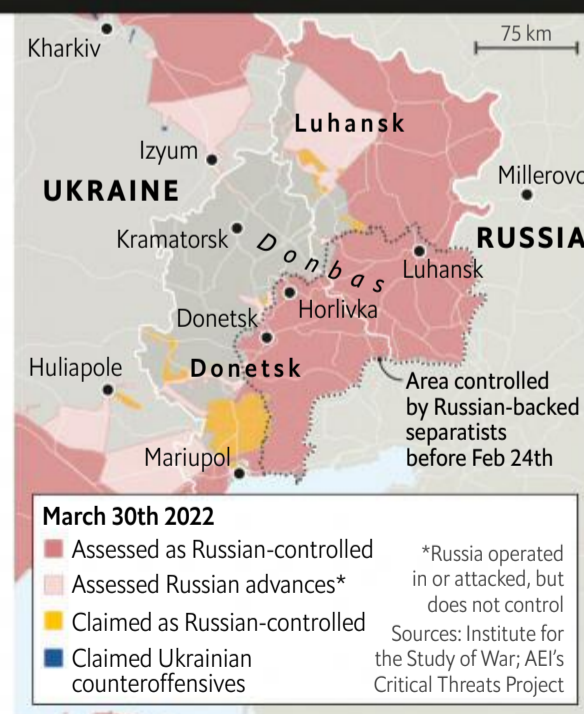 Kharkiv
75 km
Luhansk
Izyum
Millerovo
UKRAINE
RUSSIA
Kramatorsk
Donbas
Luhansk
Horlivka
Donetsk
Huliapole
Donetsk
Area controlled
by Russian-backed
separatists
before Feb 24th
Mariupol
March 30th 2022
Assessed as Russian-controlled
Assessed Russian advances*
Claimed as Russian-controlled
Claimed Ukrainian
counteroffensives
*Russia operated
in or attacked, but
does not control
Sources: Institute for
the Study of War; AEI’s
Critical Threats Project